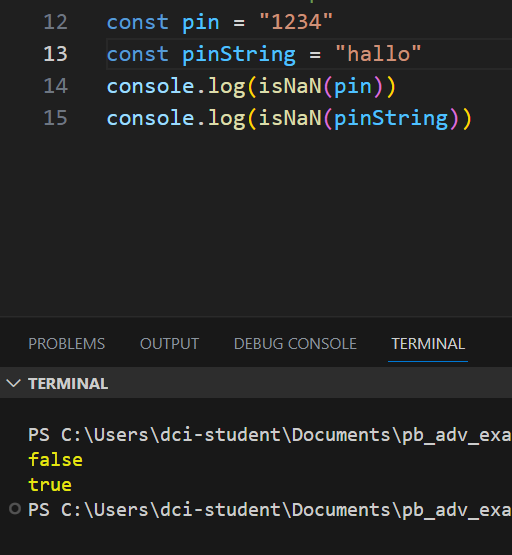 12 const pin = "1234"
13 const pinString = "hallo"
14 console.log(isNaN(pin))
15 console.log(isNaN(pinString))
PROBLEMS OUTPUT DEBUG CONSOLE TERMINAL
TERMINAL
PS C:\Users\dci-student\Documents\pb_adv_exa
false
true
PS C:\Users\dci-student\Documents\pb_adv_exa